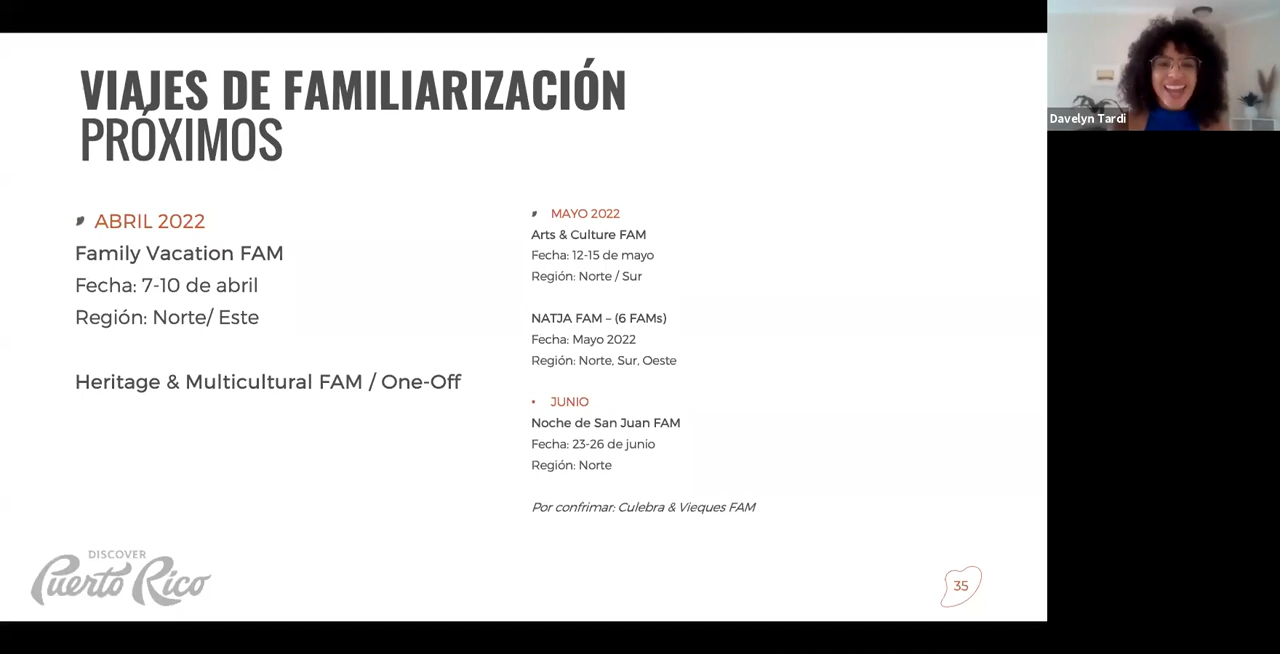 VIAJES DE FAMILIARIZACIÓN
PRÓXIMOS
ABRIL 2022
Family Vacation FAM
Fecha: 7-10 de abril
Región: Norte/ Este
Heritage & Multicultural FAM / One-Off
MAYO 2022
Arts & Culture FAM
Fecha: 12-15 de mayo
Región: Norte / Sur
NATJA FAM – (6 FAMs)
Fecha: Mayo 2022
Región: Norte, Sur, Oeste
JUNIO
Noche de San Juan FAM
Fecha: 23-26 de junio
Región: Norte
Por confrimar: Culebra & Vieques FAM
DISCOVER
Puerto Rico
35
Davelyn Tardi